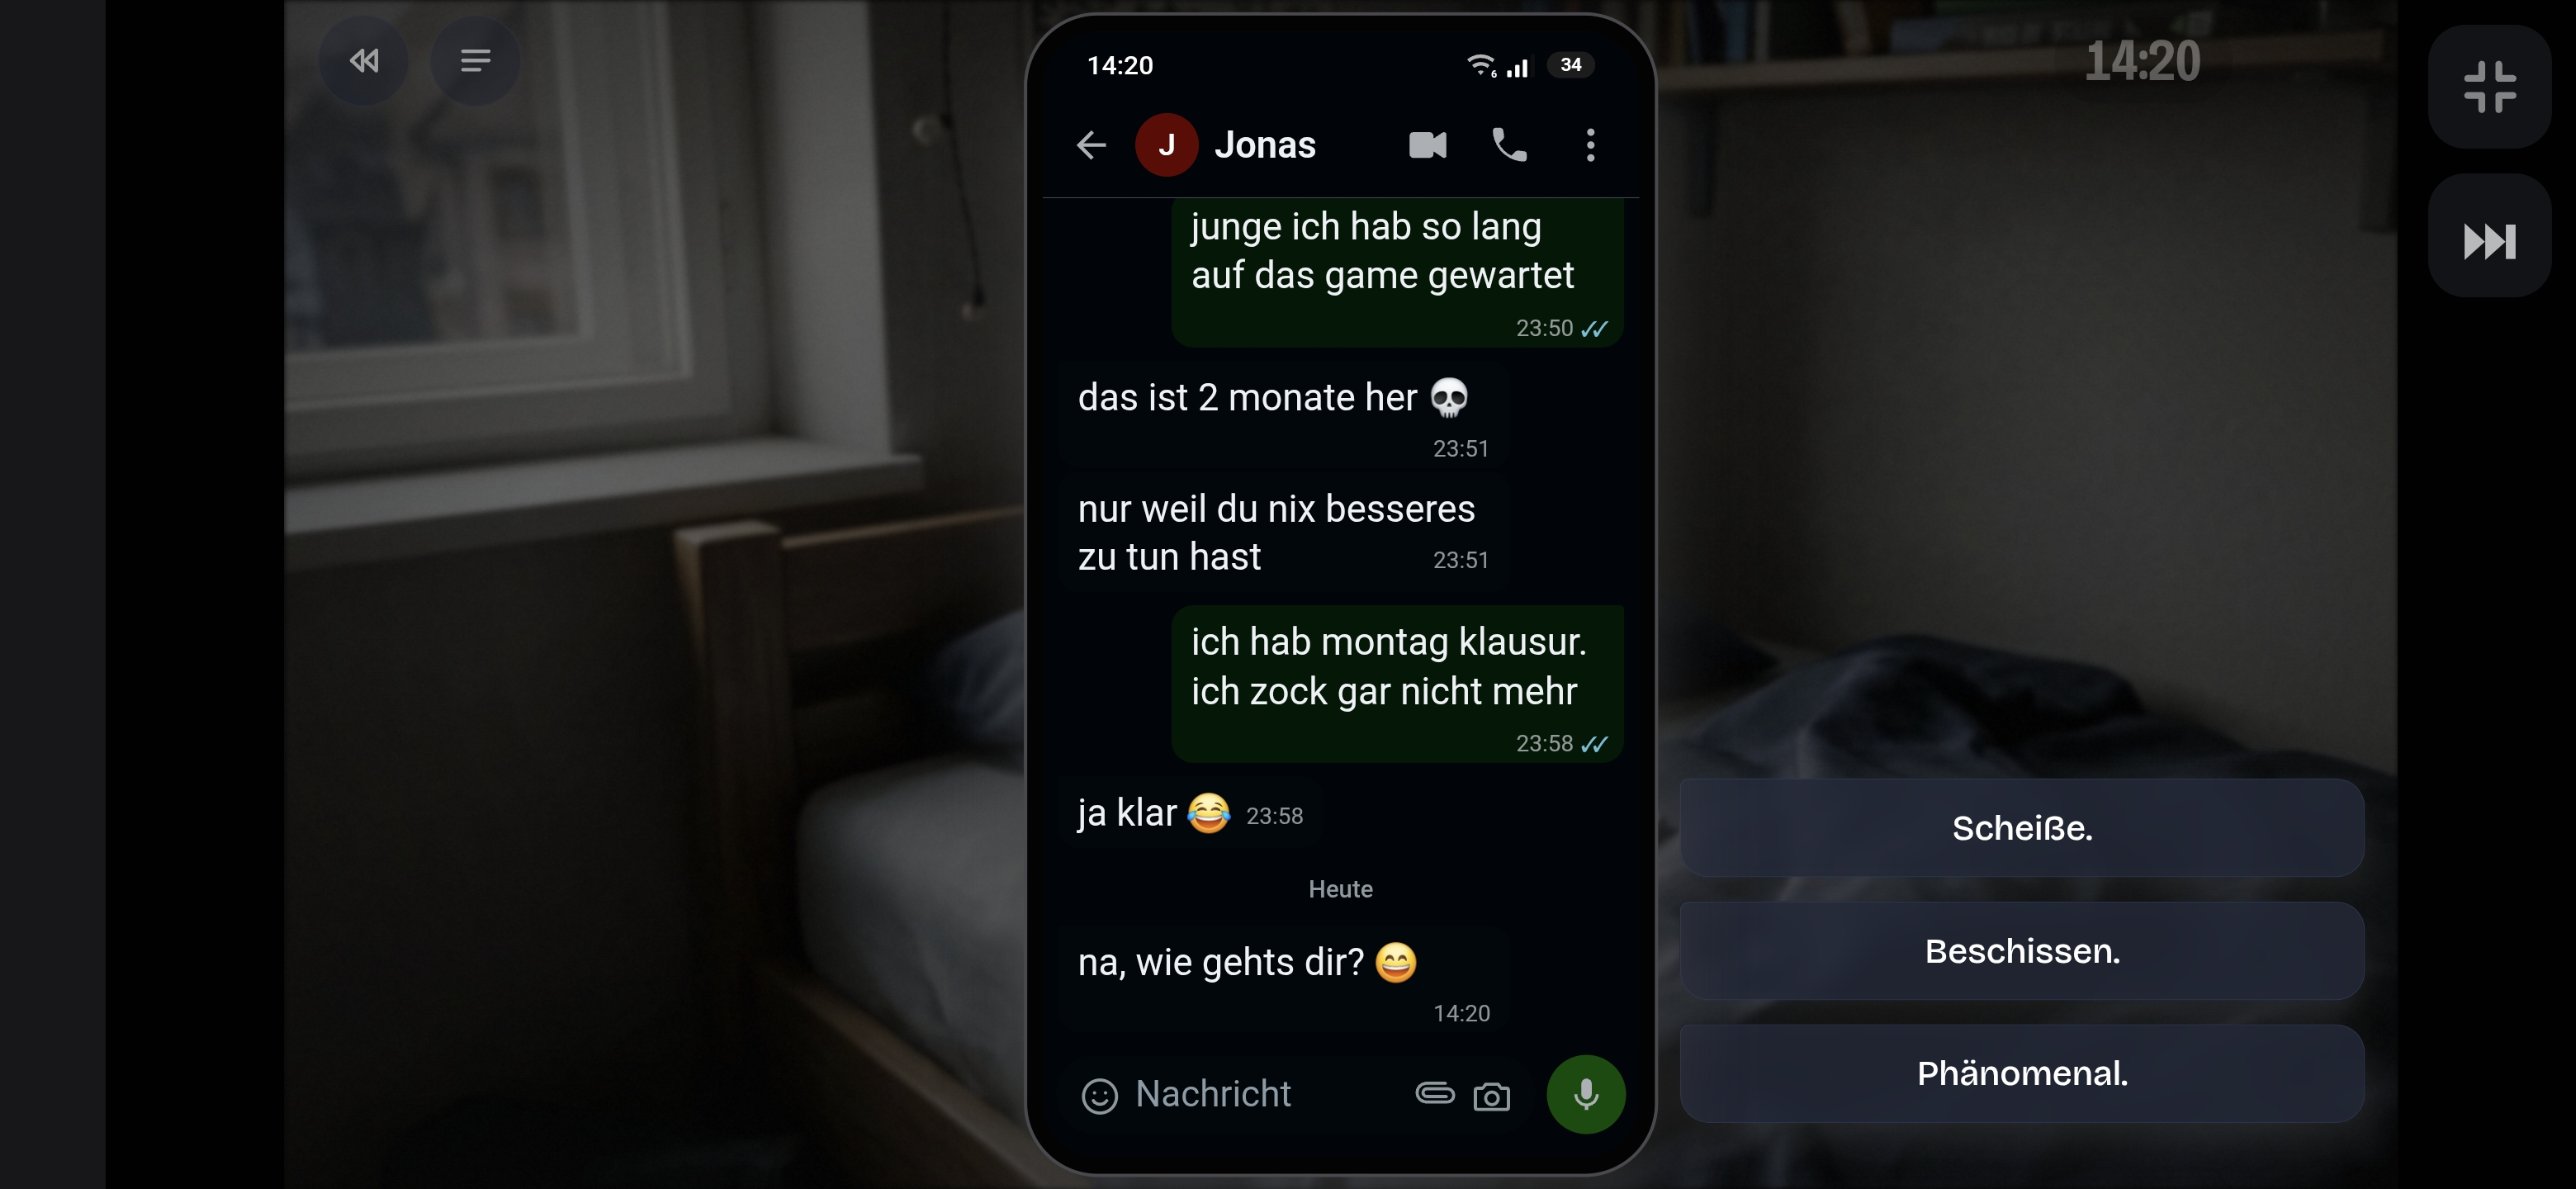 14:20
34
14:20
J
Jonas
junge ich hab so lang
auf das game gewartet
23:50
das ist 2 monate her 💀
23:51
nur weil du nix besseres
zu tun hast 23:51
ich hab montag klausur.
ich zock gar nicht mehr
23:58
ja klar 😂 23:58
Heute
na, wie gehts dir? 😄
14:20
Nachricht
Scheiße.
Beschissen.
Phänomenal.